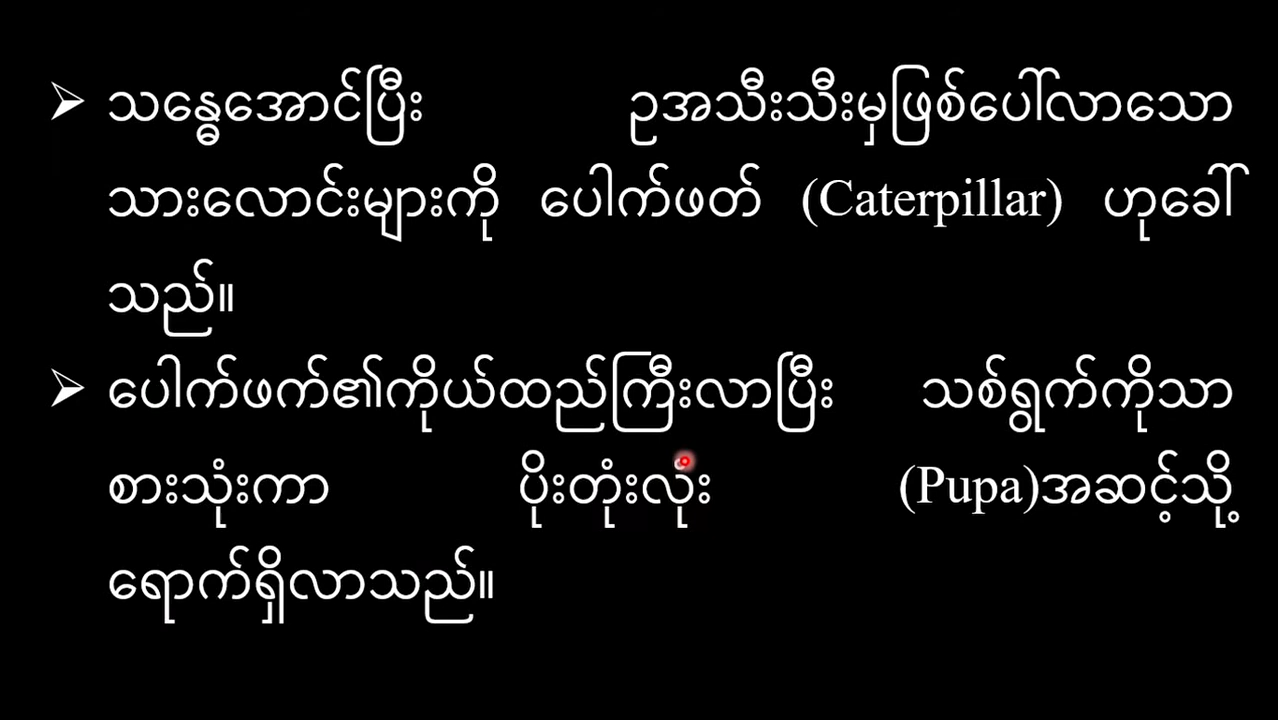 ➢ သန္ဓေအောင်ပြီး ဥအသီးသီးမှဖြစ်ပေါ်လာသော
သားလောင်းများကို ပေါက်ဖတ် (Caterpillar) ဟုခေါ်
သည်။
➢ ပေါက်ဖက်၏ကိုယ်ထည်ကြီးလာပြီး သစ်ရွက်ကိုသာ
စားသုံးကာ ပိုးတုံးလုံး (Pupa)အဆင့်သို့
ရောက်ရှိလာသည်။